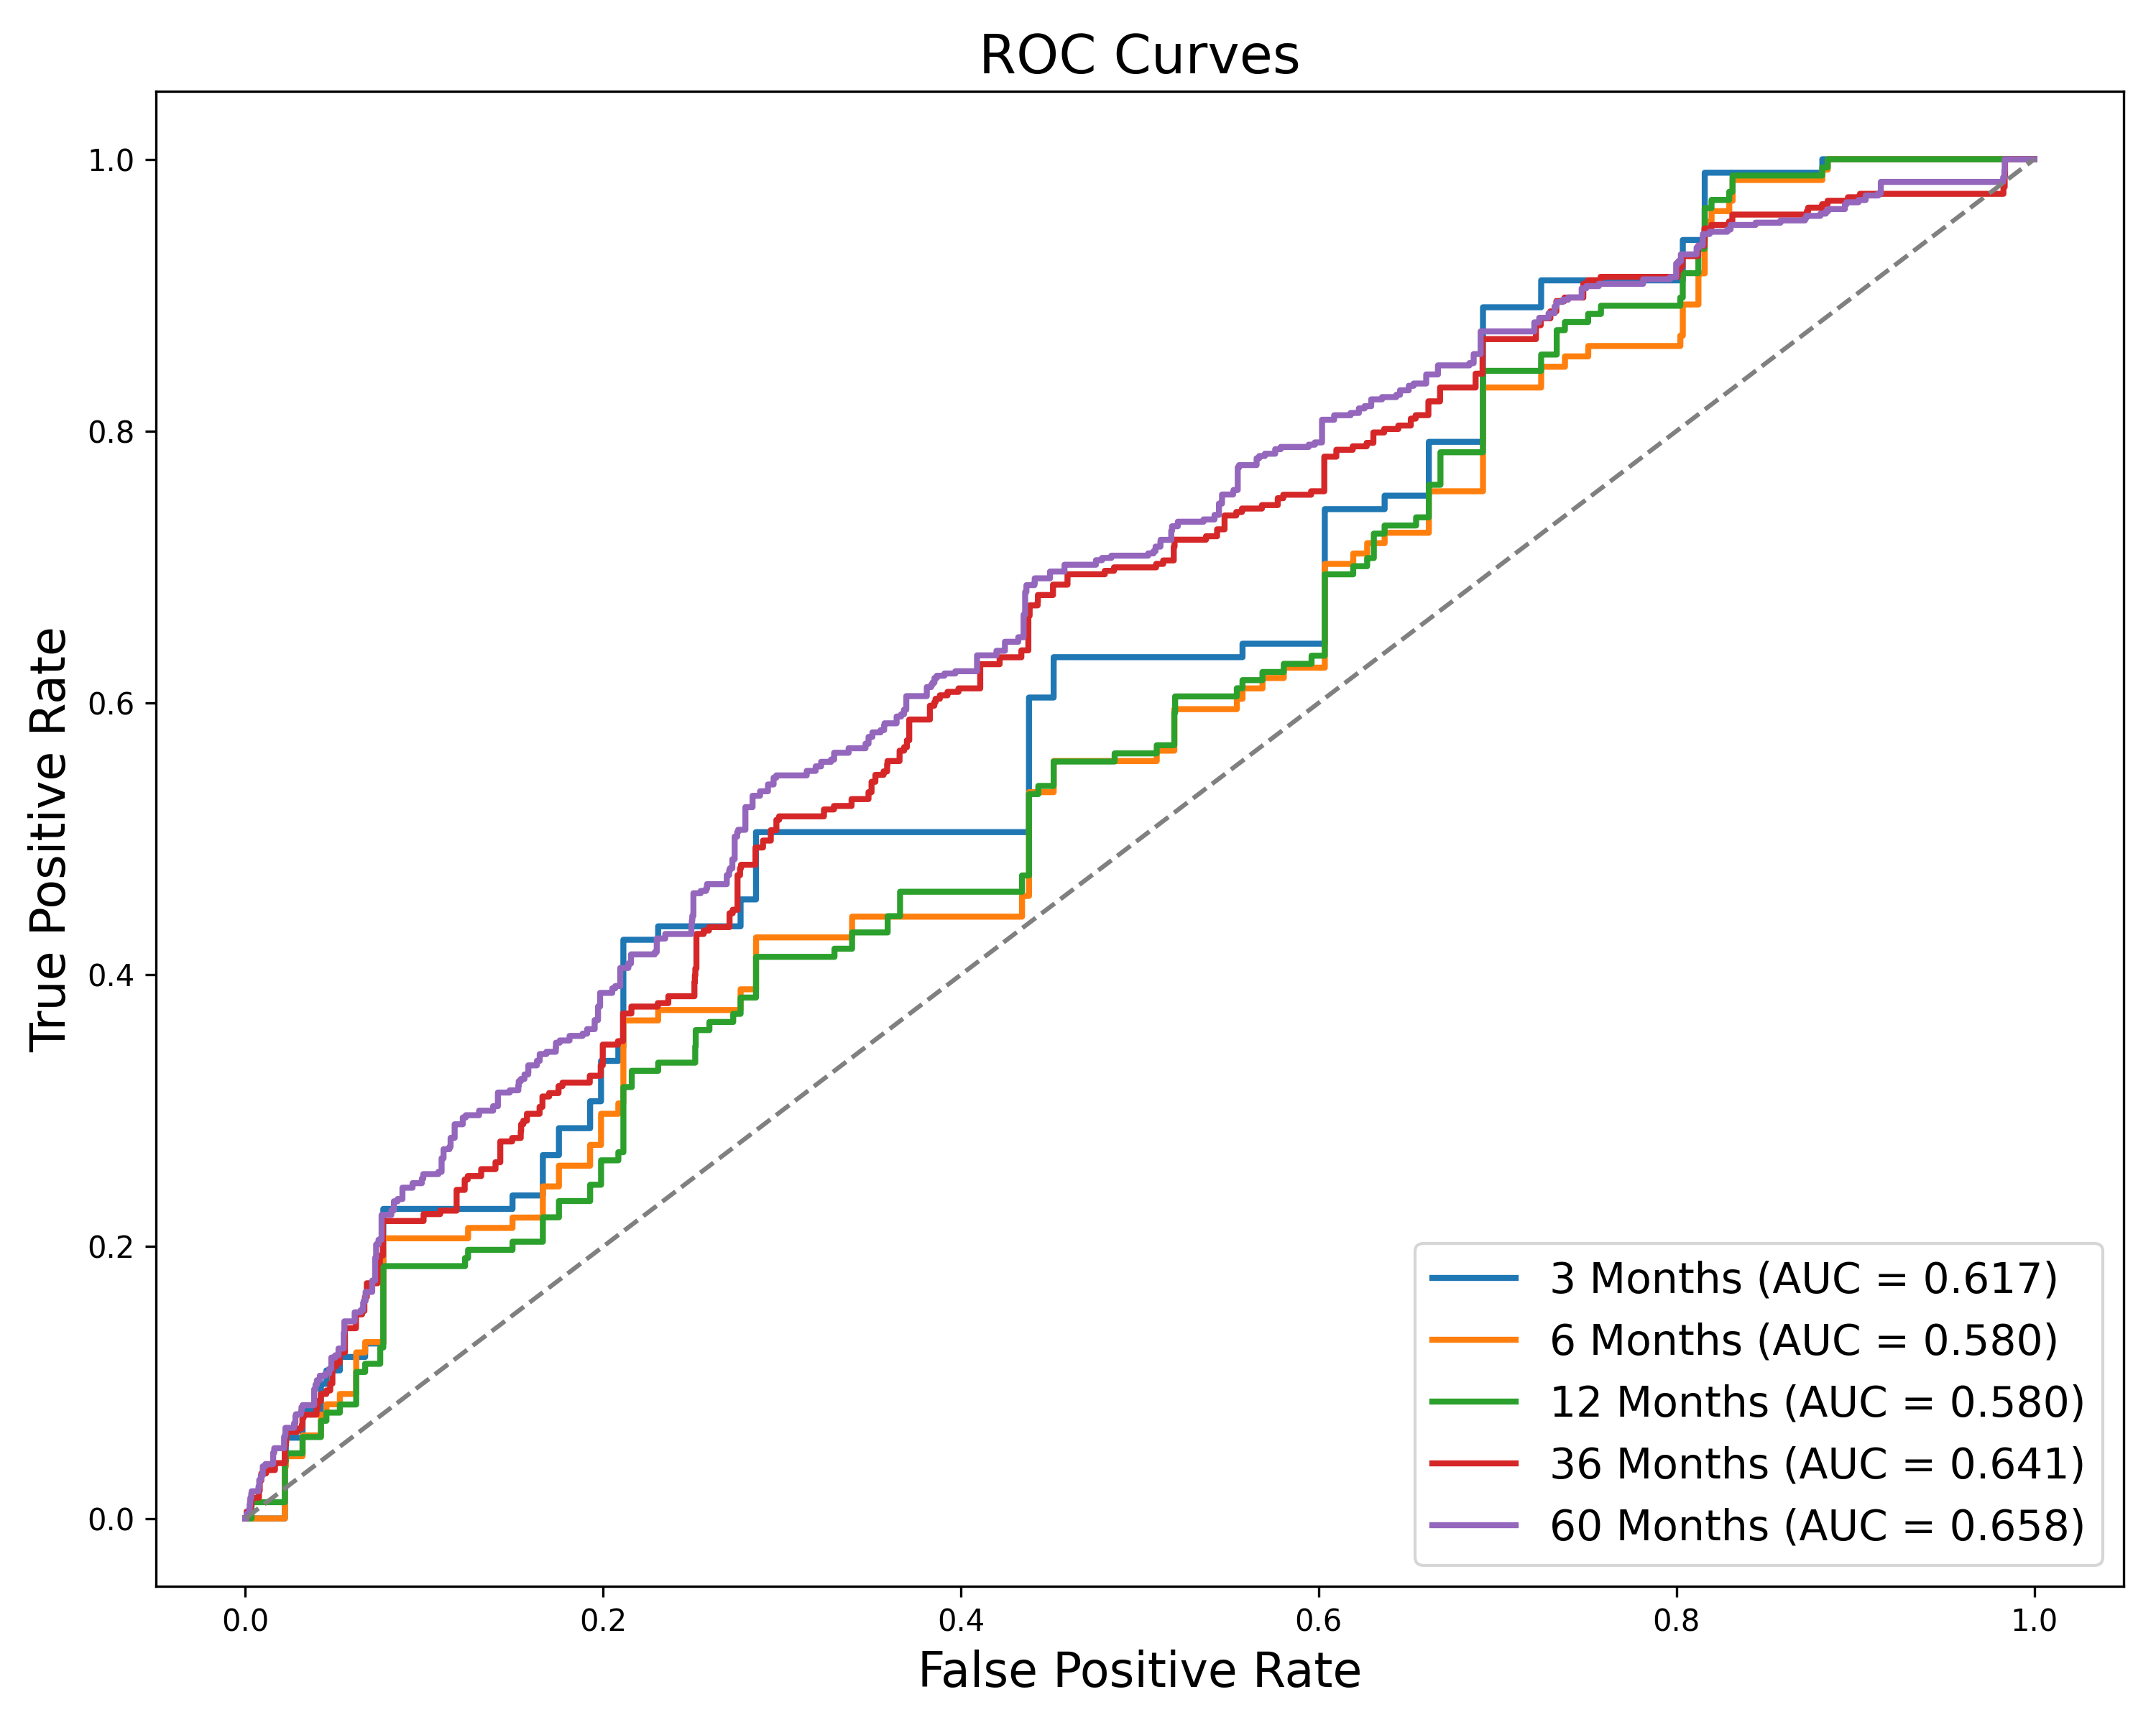 ROC Curves
True Positive Rate
1.0
0.8
0.6
0.4
0.2
0.0
0.0 0.2 0.4 0.6 0.8 1.0
False Positive Rate
3 Months (AUC = 0.617)
6 Months (AUC = 0.580)
12 Months (AUC = 0.580)
36 Months (AUC = 0.641)
60 Months (AUC = 0.658)